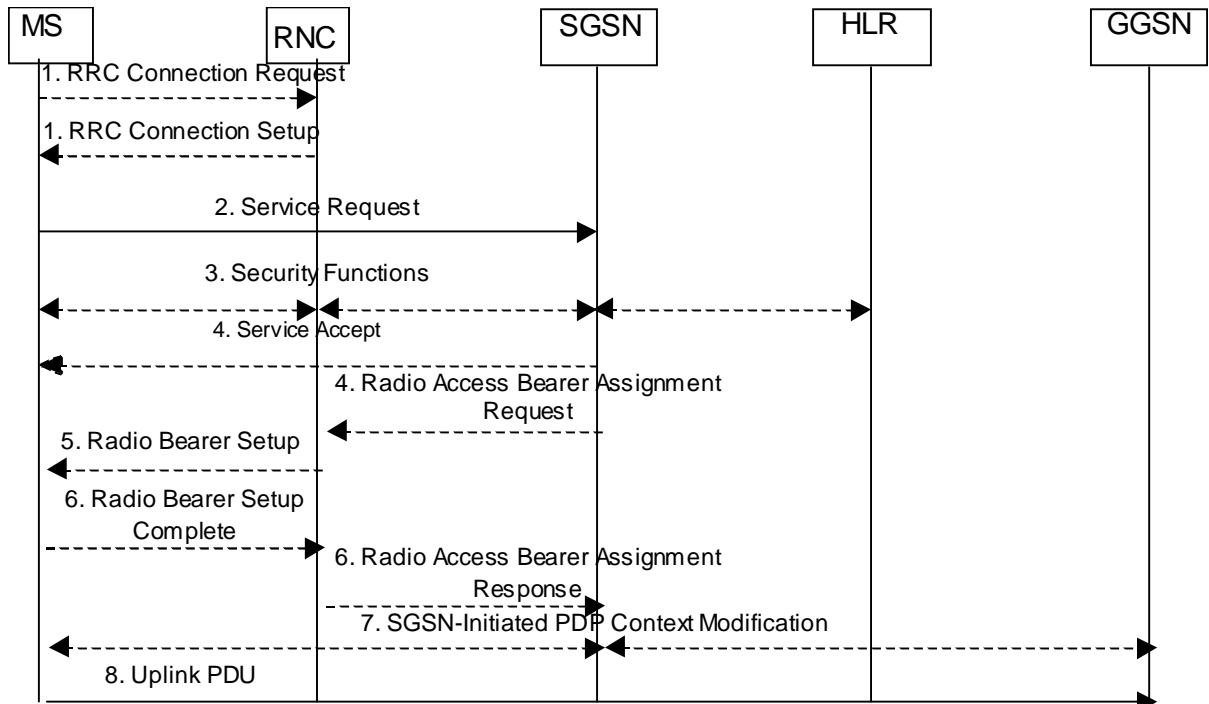 MS
RNC
SGSN
HLR
GGSN
1. RRC Connection Request
1. RRC Connection Setup
2. Service Request
3. Security Functions
4. Service Accept
4. Radio Access Bearer Assignment
Request
5. Radio Bearer Setup
6. Radio Bearer Setup
Complete
6. Radio Access Bearer Assignment
Response
7. SGSN-Initiated PDP Context Modification
8. Uplink PDU